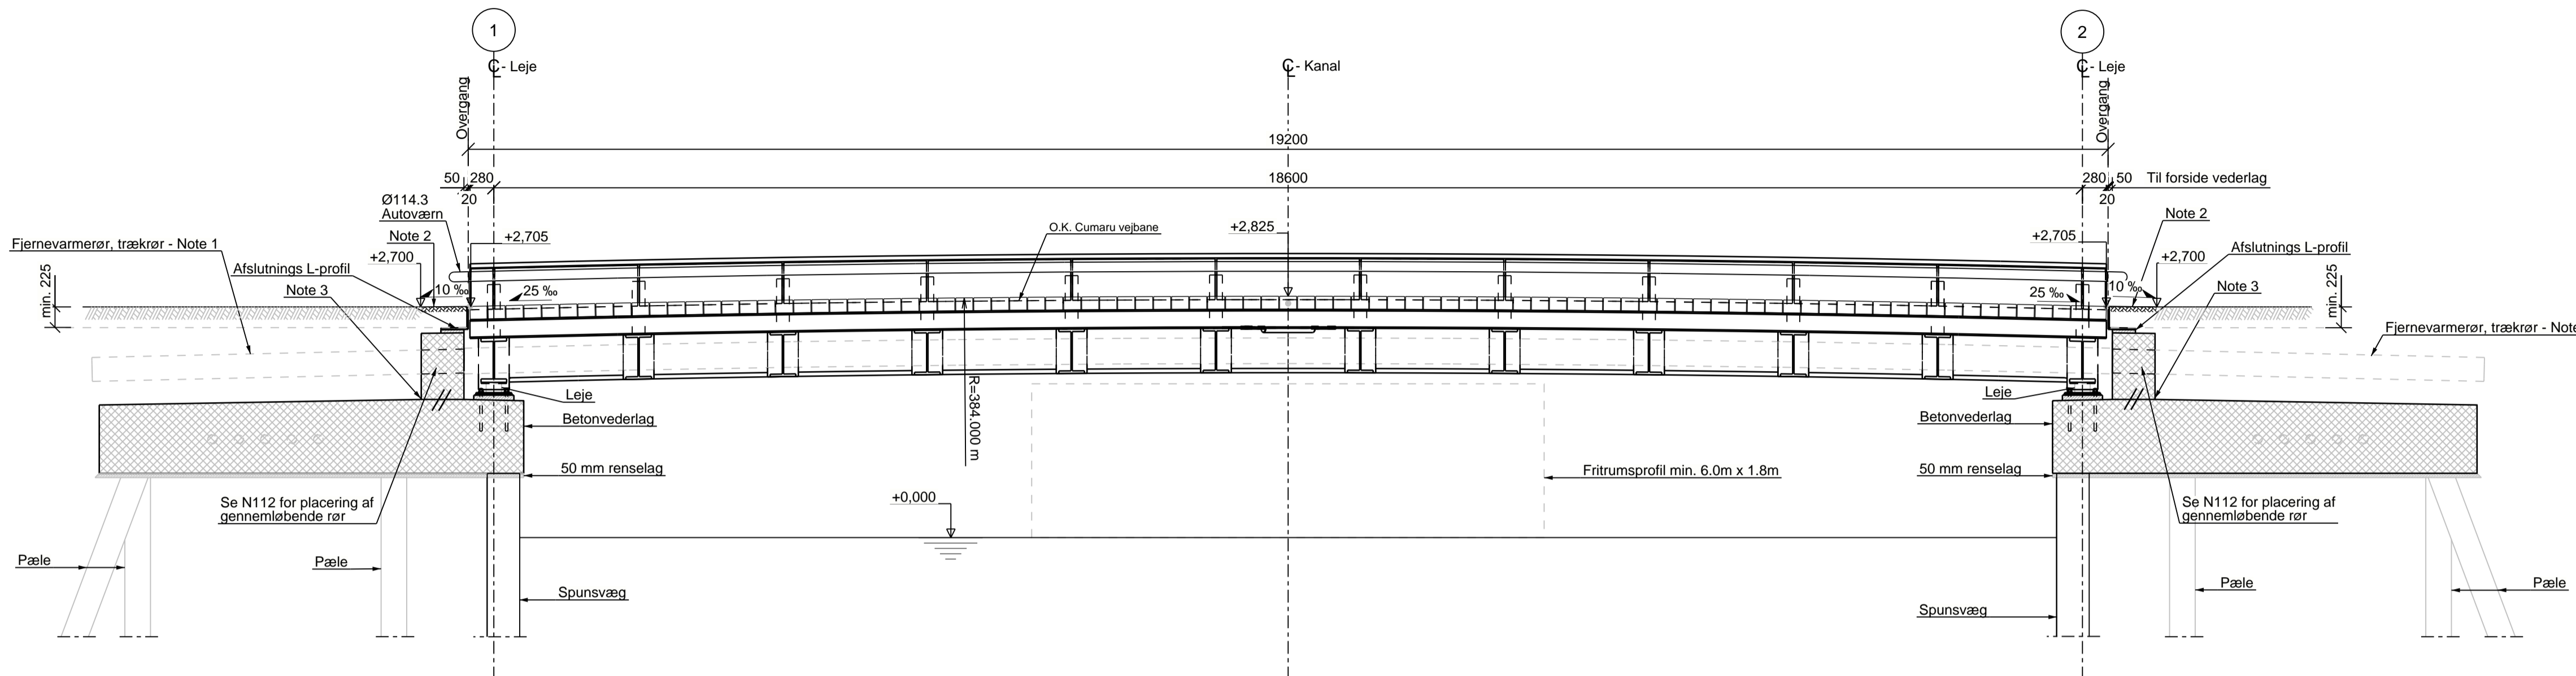 1
2
℄ - Leje
℄ - Kanal
℄ - Leje
Overgang
Overgang
19200
50
280
18600
280
50
Til forside vederlag
20
20
Ø114.3
Autoværn
Note 2
Fjernevarmerør, trækrør - Note 1
+2,700
+2,705
O.K. Cumaru vejbane
+2,825
+2,705
Note 2
Afslutnings L-profil
+2,700
Afslutnings L-profil
Note 3
Note 3
min. 225
10 ‰
25 ‰
25 ‰
10 ‰
min. 225
Fjernevarmerør, trækrør - Note
R=384.000 m
Leje
Leje
Betonvederlag
Betonvederlag
50 mm renselag
Fritrumsprofil min. 6.0m x 1.8m
50 mm renselag
Se N112 for placering af
gennemløbende rør
+0,000
Se N112 for placering af
gennemløbende rør
Pæle
Pæle
Spunsvæg
Spunsvæg
Pæle
Pæle